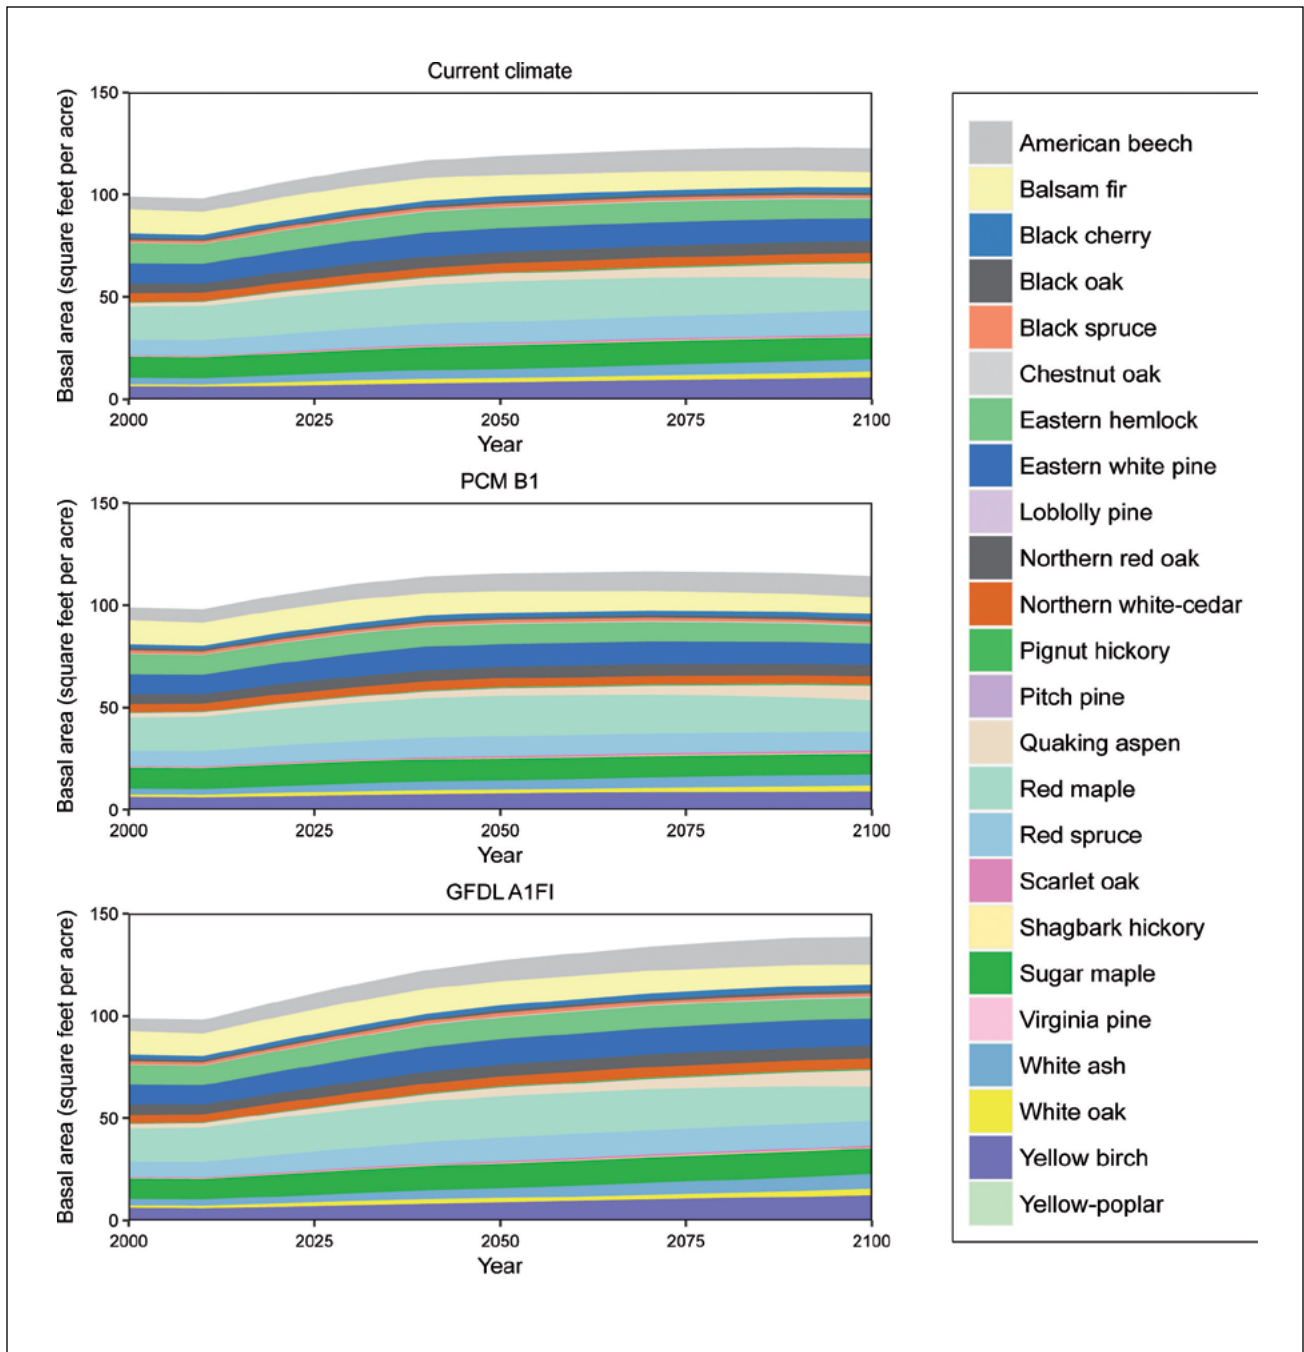 Current climate
Basal area (square feet per acre)
150
100
50
0
2000 2025 2050 2075 2100
Year
PCM B1
Basal area (square feet per acre)
150
100
50
0
2000 2025 2050 2075 2100
Year
GFDL A1FI
Basal area (square feet per acre)
150
100
50
0
2000 2025 2050 2075 2100
Year
American beech
Balsam fir
Black cherry
Black oak
Black spruce
Chestnut oak
Eastern hemlock
Eastern white pine
Loblolly pine
Northern red oak
Northern white-cedar
Pignut hickory
Pitch pine
Quaking aspen
Red maple
Red spruce
Scarlet oak
Shagbark hickory
Sugar maple
Virginia pine
White ash
White oak
Yellow birch
Yellow-poplar